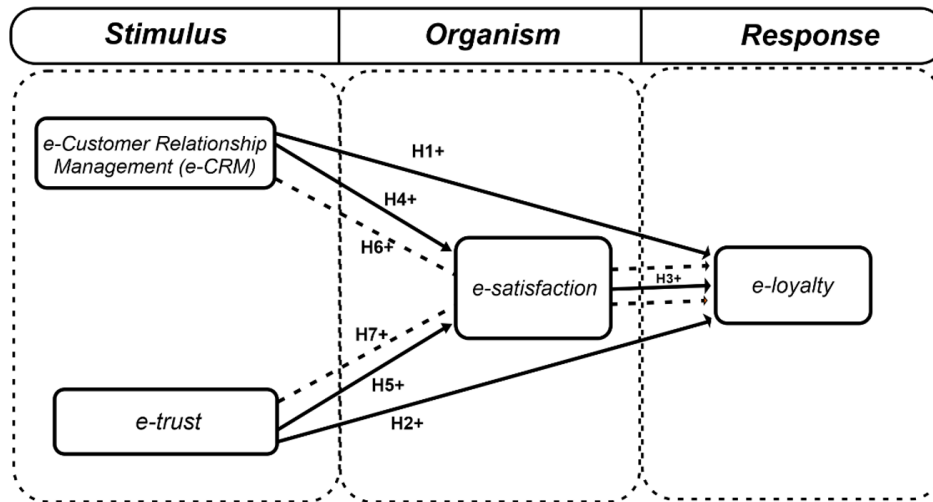 Stimulus
Organism
Response
e-Customer Relationship
Management (e-CRM)
H1+
H4+
H6+
e-satisfaction
H3+
e-loyalty
H7+
H5+
e-trust
H2+